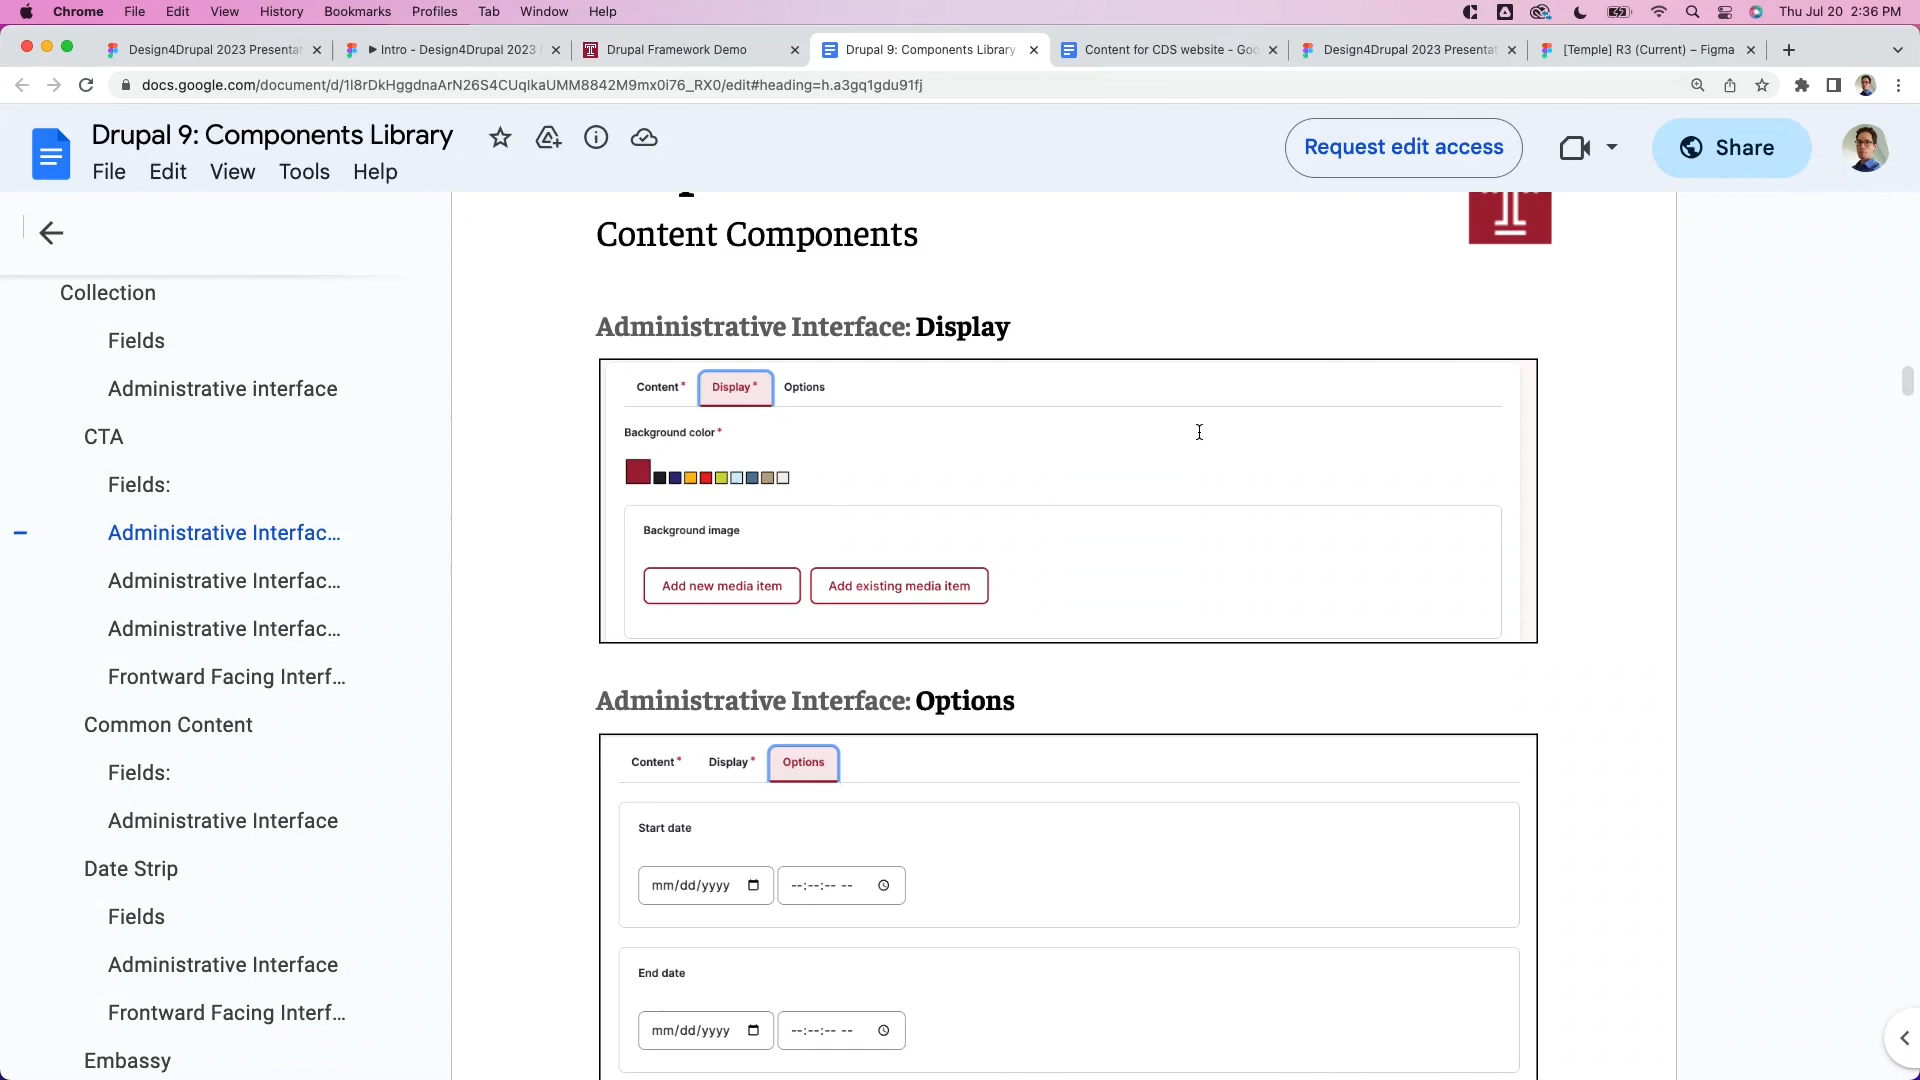 Chrome File Edit View History Bookmarks Profiles Tab Window Help Thu Jul 20 2:36 PM
Design4Drupal 2023 Presentat ▶ Intro - Design4Drupal 2023 Drupal Framework Demo Drupal 9: Components Library Content for CDS website - Goo Design4Drupal 2023 Presentat [Temple] R3 (Current) – Figma
docs.google.com/document/d/1I8rDkHggdnaArN26S4CUqIkaUMM8842M9mx0i76_RX0/edit#heading=h.a3gq1gdu91fj
Drupal 9: Components Library
Request edit access
Share
File Edit View Tools Help
Content Components
Collection
Fields
Administrative interface
CTA
Fields:
Administrative Interfac...
Administrative Interfac...
Administrative Interfac...
Frontward Facing Interf...
Common Content
Fields:
Administrative Interface
Date Strip
Fields
Administrative Interface
Frontward Facing Interf...
Embassy
Administrative Interface: Display
Content* Display* Options
Background color*
Background image
Add new media item Add existing media item
Administrative Interface: Options
Content* Display* Options
Start date
mm/dd/yyyy --:--:-- --
End date
mm/dd/yyyy --:--:-- --